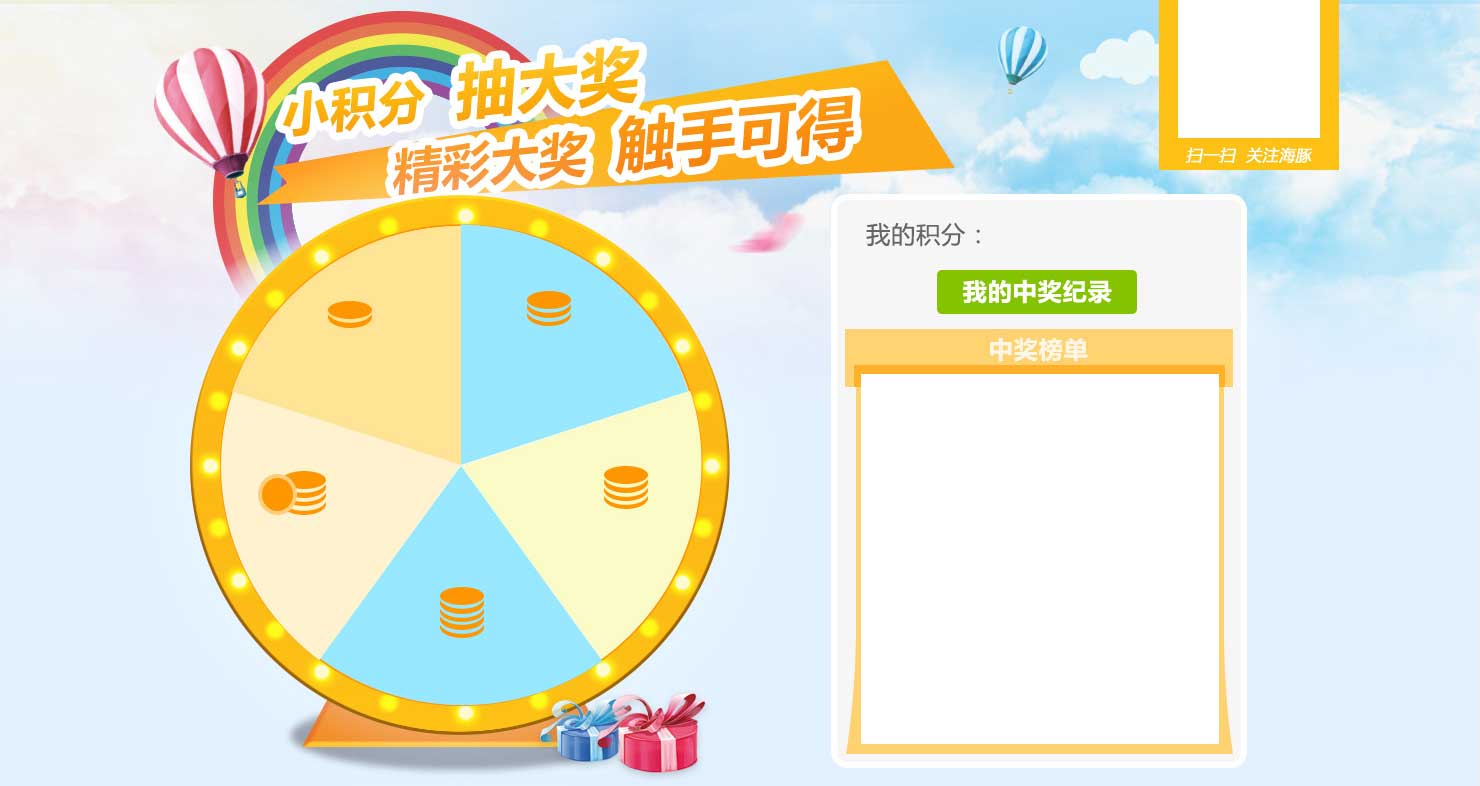 小积分 抽大奖
精彩大奖 触手可得
扫一扫 关注海豚
我的积分：
我的中奖纪录
中奖榜单